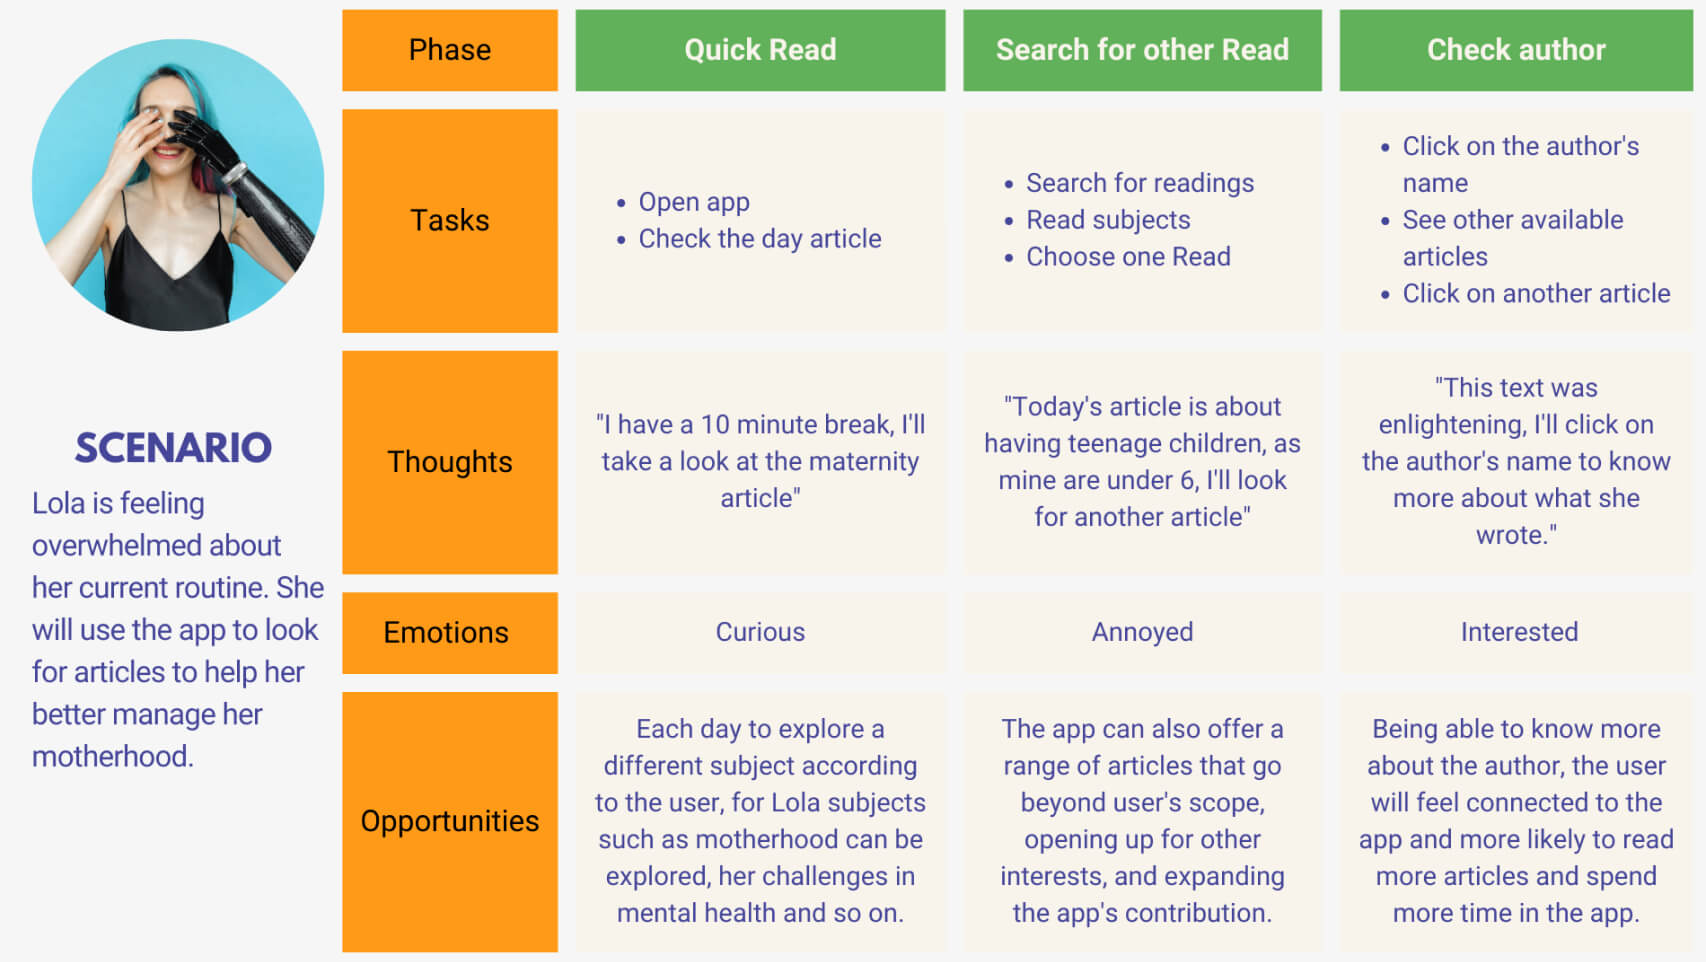 Phase
Quick Read
Search for other Read
Check author
Tasks
• Open app
• Check the day article
• Search for readings
• Read subjects
• Choose one Read
• Click on the author's
name
• See other available
articles
• Click on another article
SCENARIO
Lola is feeling
overwhelmed about
her current routine. She
will use the app to look
for articles to help her
better manage her
motherhood.
Thoughts
"I have a 10 minute break, I'll
take a look at the maternity
article"
"Today's article is about
having teenage children, as
mine are under 6, I'll look
for another article"
"This text was
enlightening, I'll click on
the author's name to know
more about what she
wrote."
Emotions
Curious
Annoyed
Interested
Opportunities
Each day to explore a
different subject according
to the user, for Lola subjects
such as motherhood can be
explored, her challenges in
mental health and so on.
The app can also offer a
range of articles that go
beyond user's scope,
opening up for other
interests, and expanding
the app's contribution.
Being able to know more
about the author, the user
will feel connected to the
app and more likely to read
more articles and spend
more time in the app.